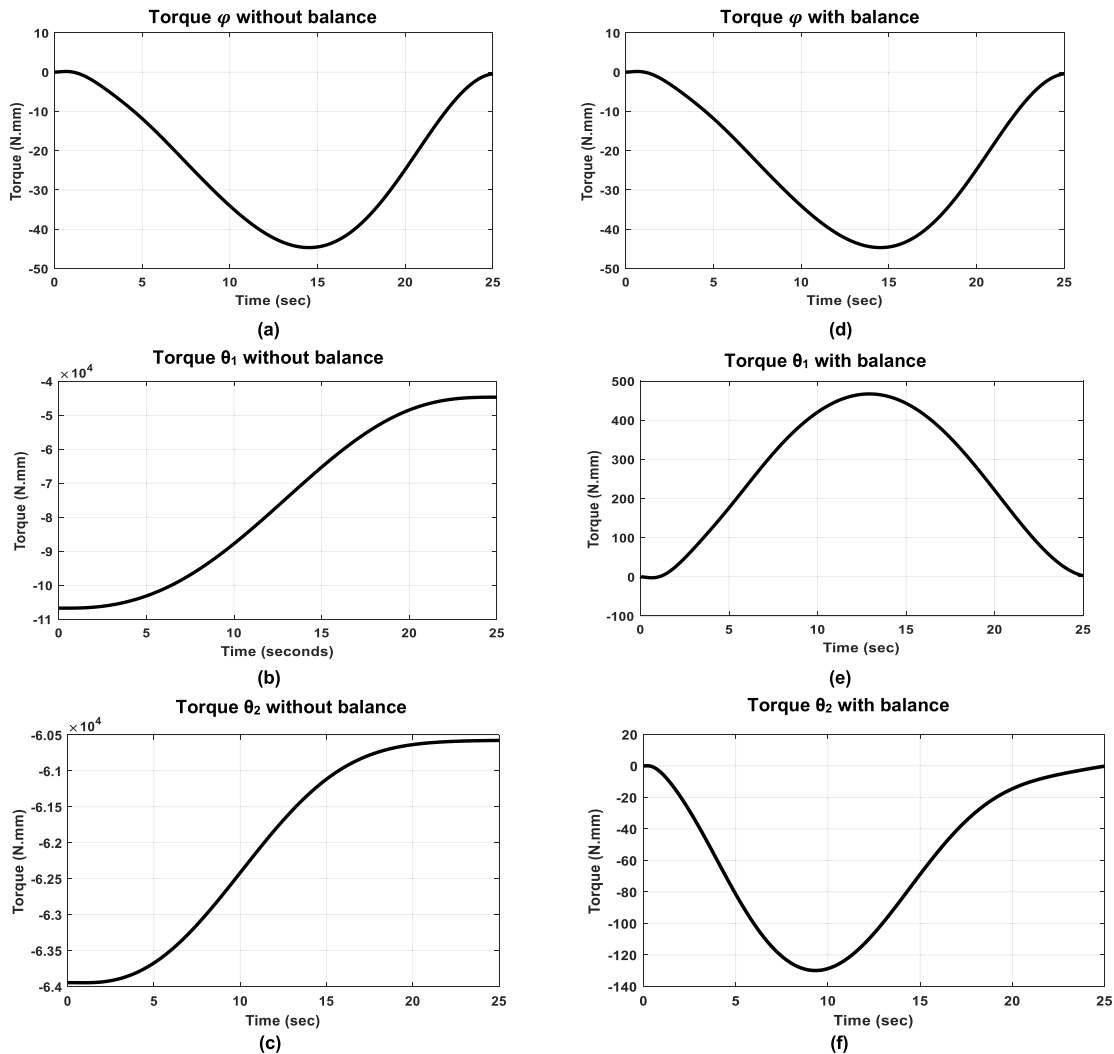 Torque φ without balance
10
0
-10
-20
-30
-40
-50
Torque (N.mm)
0 5 10 15 20 25
Time (sec)
(a)
Torque φ with balance
10
0
-10
-20
-30
-40
-50
Torque (N.mm)
0 5 10 15 20 25
Time (sec)
(d)
Torque θ₁ without balance
×10⁴
-4
-5
-6
-7
-8
-9
-10
-11
Torque (N.mm)
0 5 10 15 20 25
Time (seconds)
(b)
Torque θ₁ with balance
500
400
300
200
100
0
-100
Torque (N.mm)
0 5 10 15 20 25
Time (sec)
(e)
Torque θ₂ without balance
×10⁴
-6.05
-6.1
-6.15
-6.2
-6.25
-6.3
-6.35
-6.4
Torque (N.mm)
0 5 10 15 20 25
Time (sec)
(c)
Torque θ₂ with balance
20
0
-20
-40
-60
-80
-100
-120
-140
Torque (N.mm)
0 5 10 15 20 25
Time (sec)
(f)